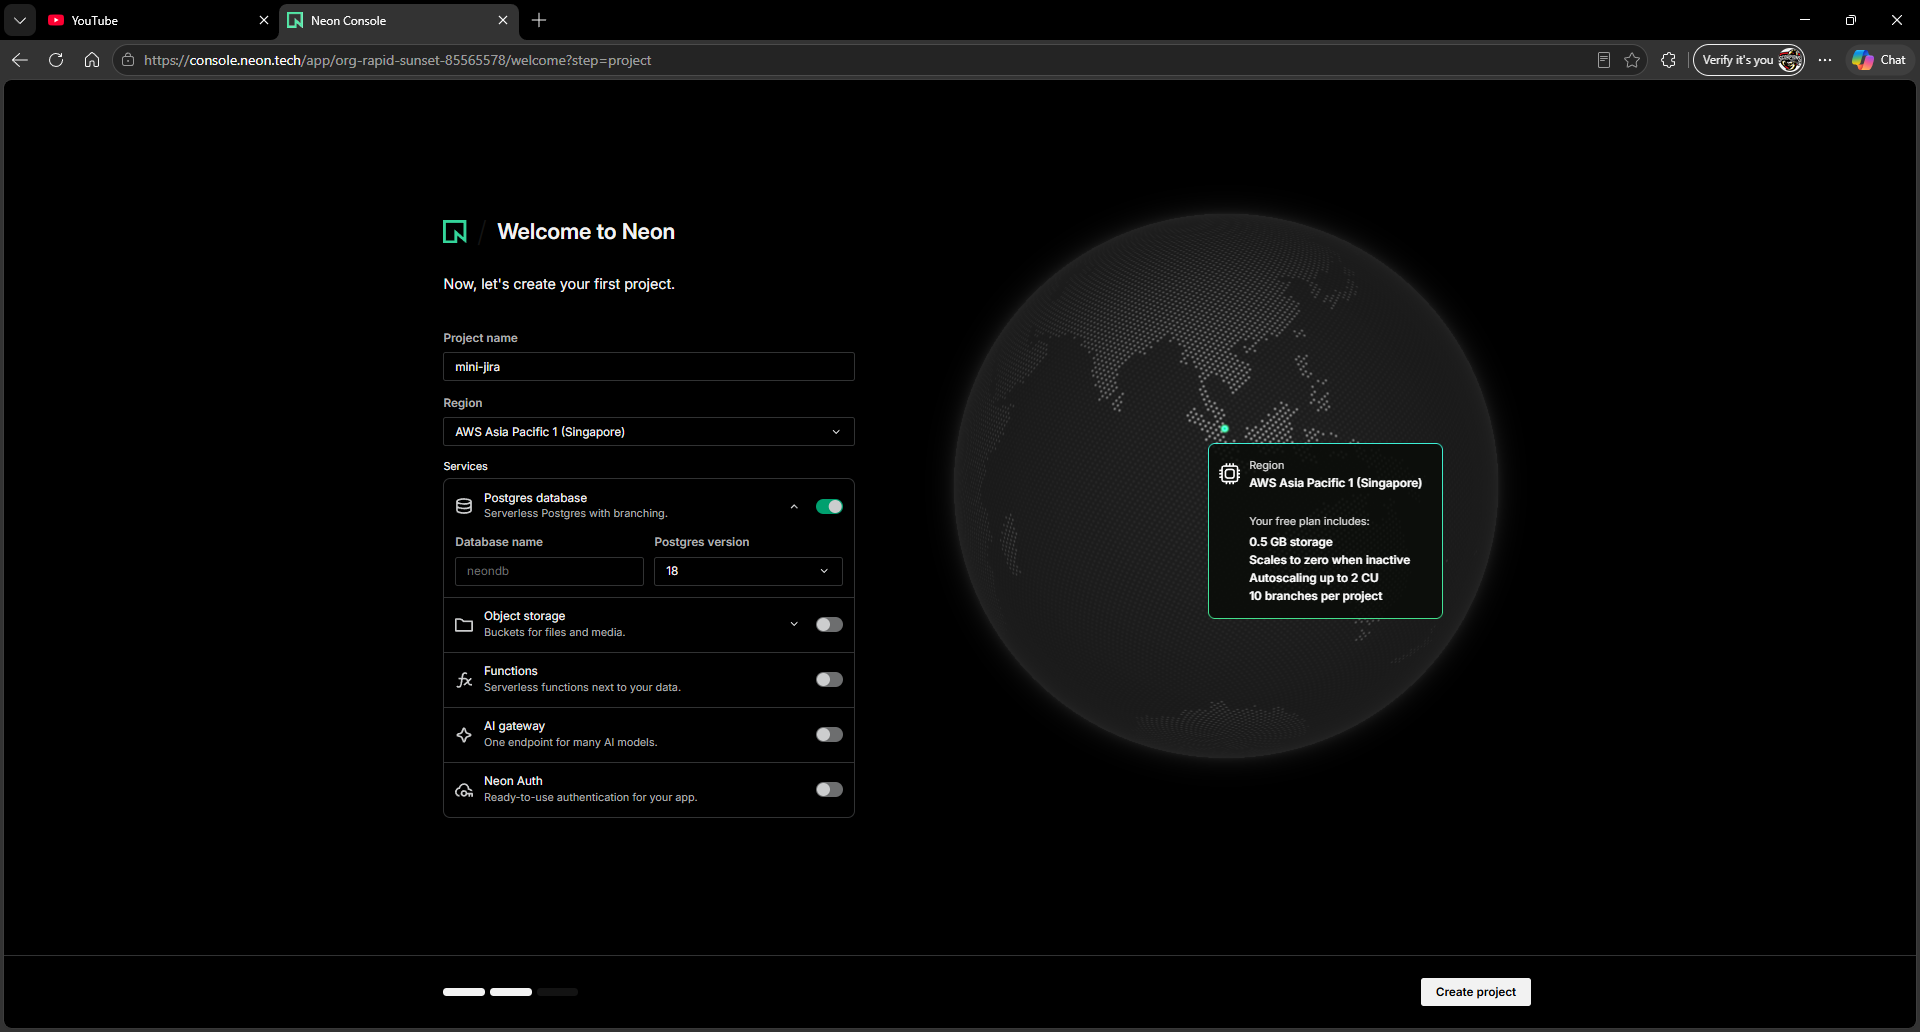 YouTube
Neon Console
https://console.neon.tech/app/org-rapid-sunset-85565578/welcome?step=project
Verify it's you
Chat
Welcome to Neon
Now, let's create your first project.
Project name
mini-jira
Region
AWS Asia Pacific 1 (Singapore)
Services
Postgres database
Serverless Postgres with branching.
Database name
Postgres version
neondb
18
Object storage
Buckets for files and media.
Functions
Serverless functions next to your data.
AI gateway
One endpoint for many AI models.
Neon Auth
Ready-to-use authentication for your app.
Region
AWS Asia Pacific 1 (Singapore)
Your free plan includes:
0.5 GB storage
Scales to zero when inactive
Autoscaling up to 2 CU
10 branches per project
Create project